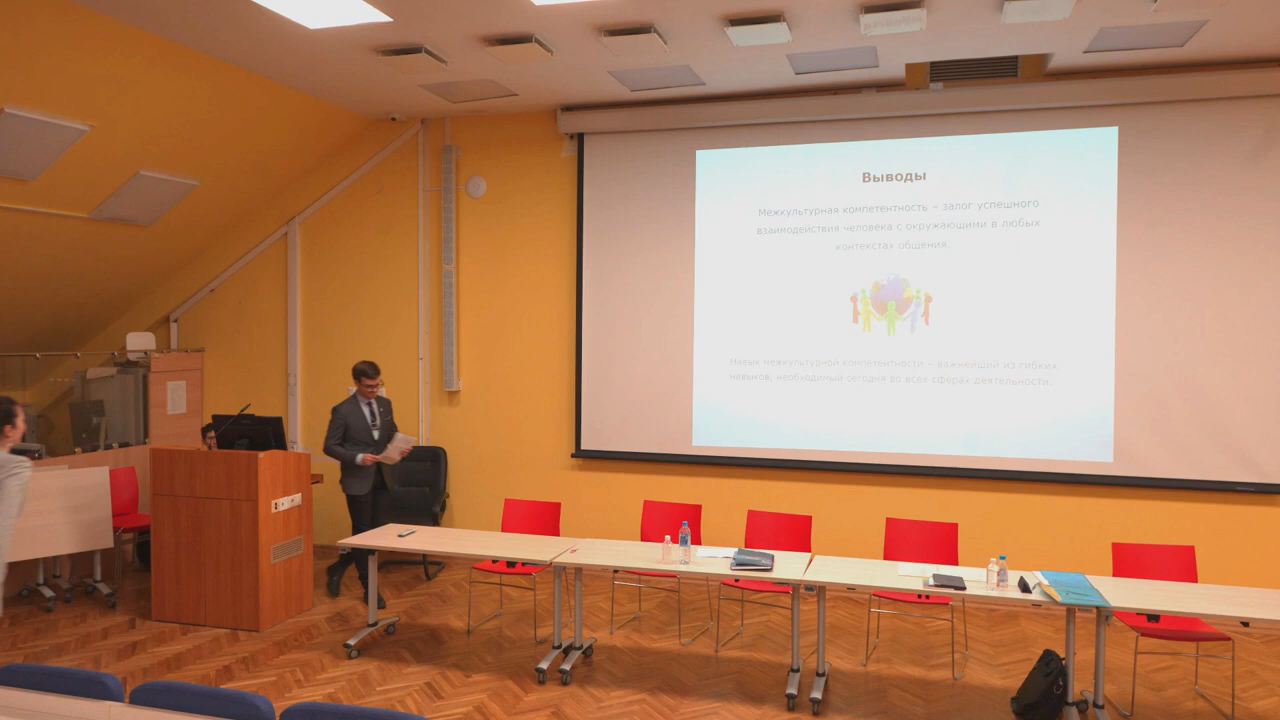 Выводы
Межкультурная компетентность – залог успешного
взаимодействия человека с окружающими в любых
контекстах общения.
Навык межкультурной компетентности – важнейший из гибких
навыков, необходимый сегодня во всех сферах деятельности.